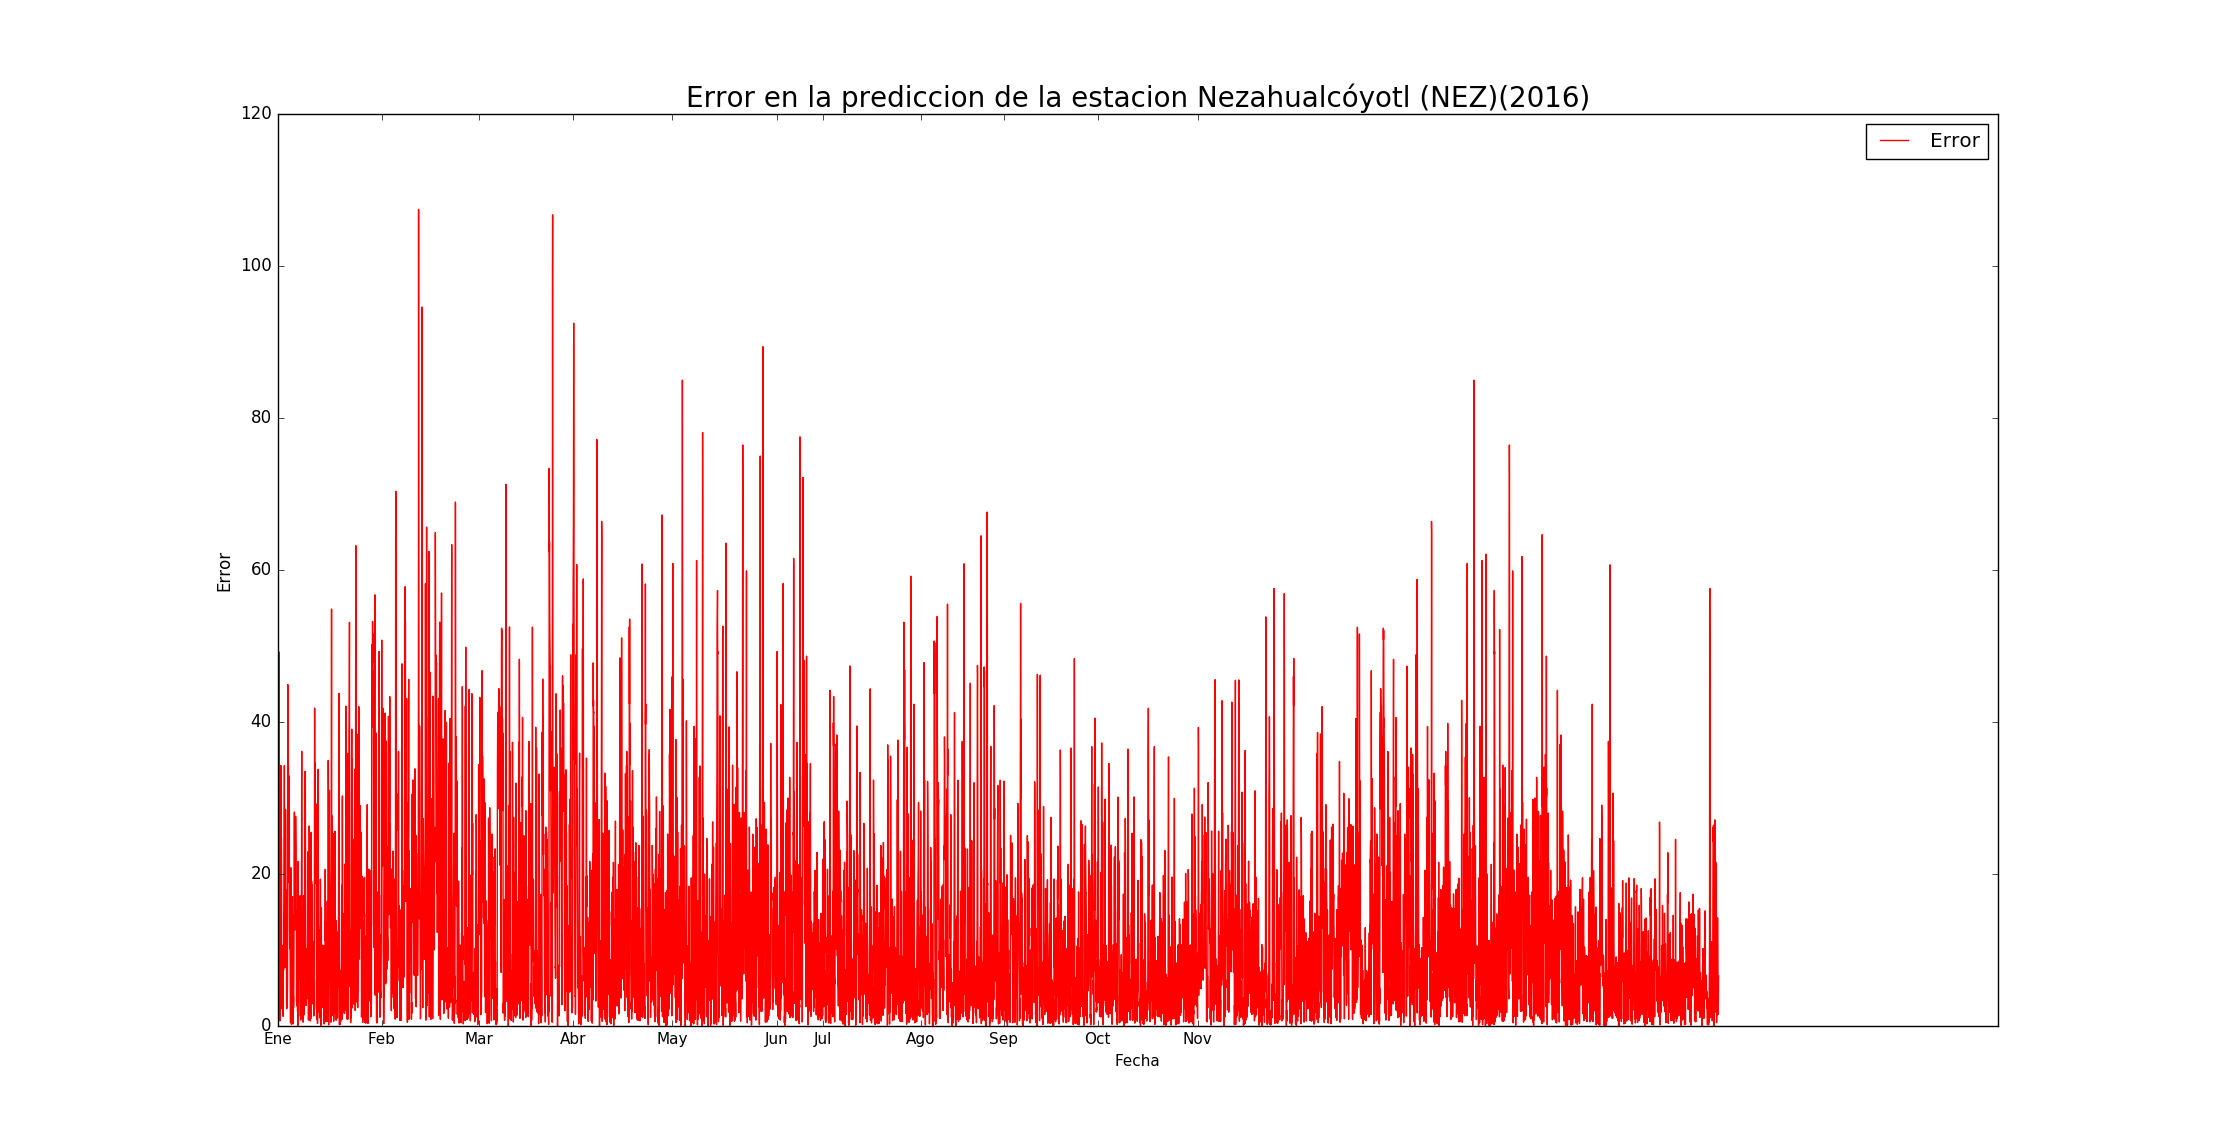 Error en la prediccion de la estacion Nezahualcóyotl (NEZ)(2016)
Error
120
100
80
60
40
20
0
Error
Ene Feb Mar Abr May Jun Jul Ago Sep Oct Nov
Fecha